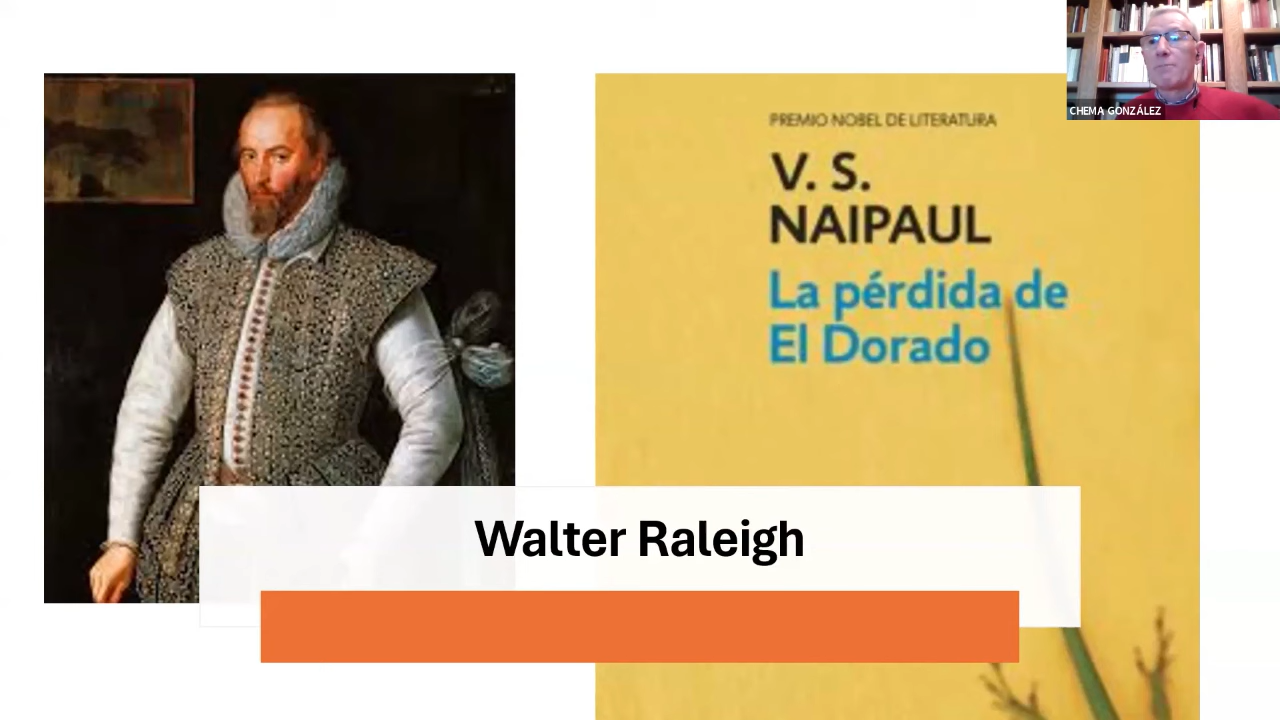 CHEMA GONZÁLEZ
PREMIO NOBEL DE LITERATURA
V. S.
NAIPAUL
La pérdida de
El Dorado
Walter Raleigh